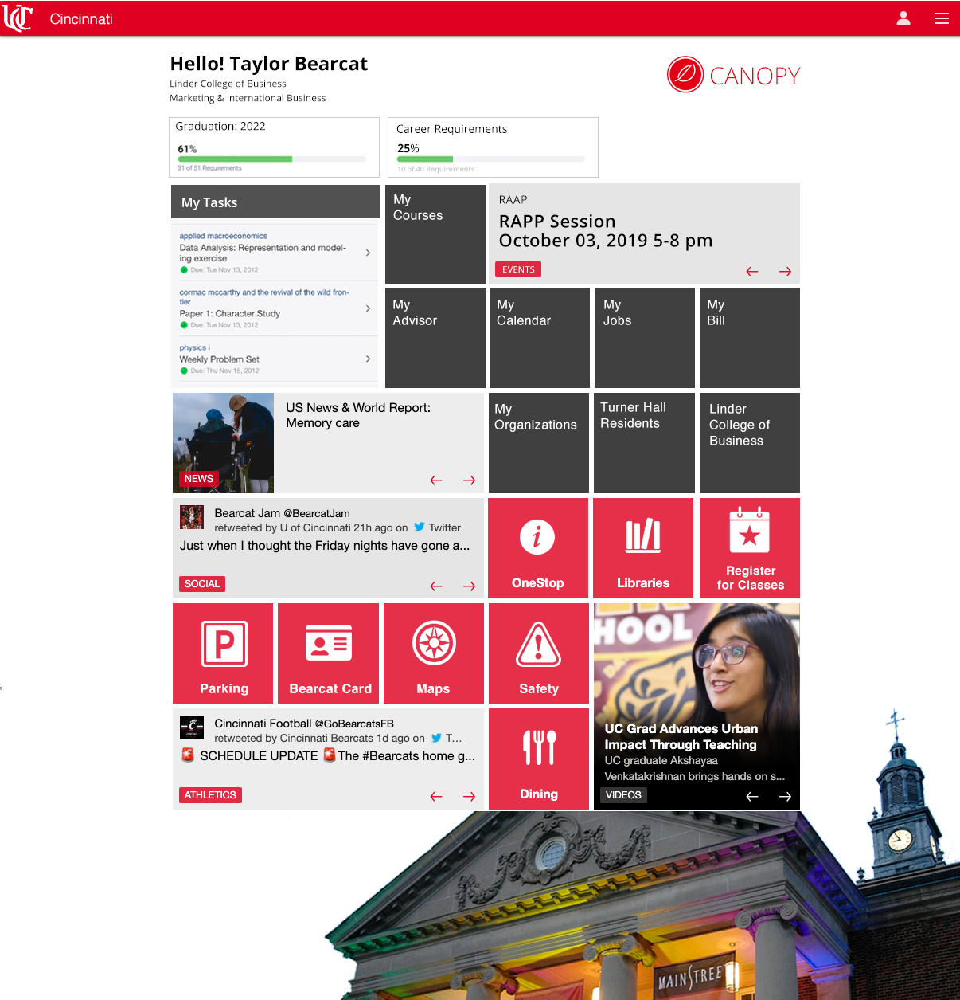 UC
Cincinnati
Hello! Taylor Bearcat
Linder College of Business
Marketing & International Business
CANOPY
Graduation: 2022
61%
31 of 51 Requirements
Career Requirements
25%
10 of 40 Requirements
My Tasks
applied macroeconomics
Data Analysis: Representation and model-
ing exercise
Due: Tue Nov 13, 2012
cormac mccarthy and the revival of the wild fron-
tier
Paper 1: Character Study
Due: Tue Nov 13, 2012
physics i
Weekly Problem Set
Due: Thu Nov 15, 2012
My
Courses
RAAP
RAPP Session
October 03, 2019 5-8 pm
EVENTS
My
Advisor
My
Calendar
My
Jobs
My
Bill
US News & World Report:
Memory care
NEWS
My
Organizations
Turner Hall
Residents
Linder
College of
Business
Bearcat Jam @BearcatJam
retweeted by U of Cincinnati 21h ago on Twitter
Just when I thought the Friday nights have gone a...
SOCIAL
OneStop
Libraries
Register
for Classes
P
Parking
Bearcat Card
Maps
Safety
HOOL
UC Grad Advances Urban
Impact Through Teaching
UC graduate Akshayaa
Venkatakrishnan brings hands on s...
VIDEOS
Cincinnati Football @GoBearcatsFB
retweeted by Cincinnati Bearcats 1d ago on T...
🚨 SCHEDULE UPDATE 🚨The #Bearcats home g...
ATHLETICS
Dining
MAINSTREET